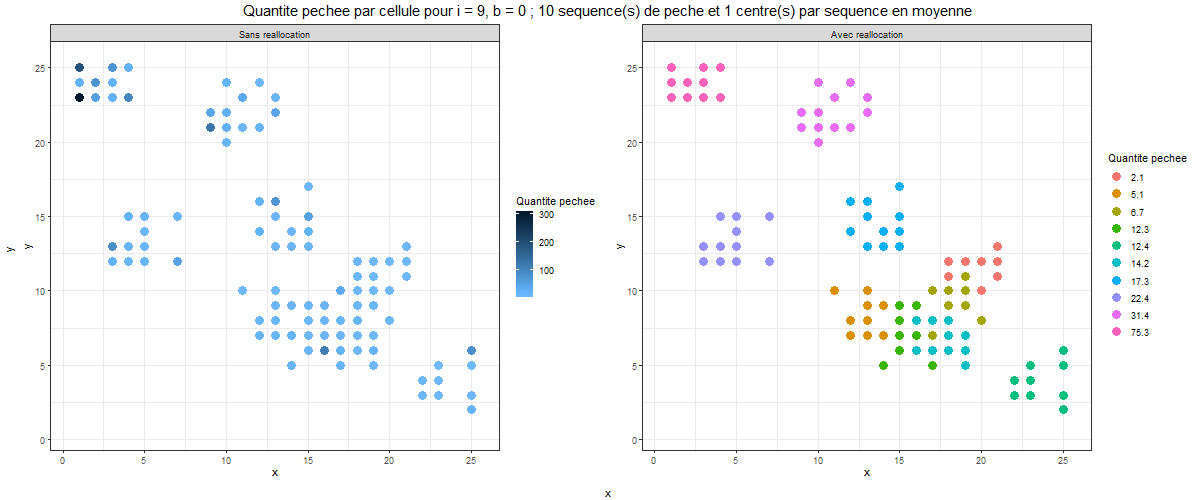 Quantite pechee par cellule pour i = 9, b = 0 ; 10 sequence(s) de peche et 1 centre(s) par sequence en moyenne
Sans reallocation
25
20
15
10
5
0
y
y
0 5 10 15 20 25
x
Quantite pechee
300
200
100
Avec reallocation
25
20
15
10
5
0
y
0 5 10 15 20 25
x
Quantite pechee
2.1
5.1
6.7
12.3
12.4
14.2
17.3
22.4
31.4
75.3
x